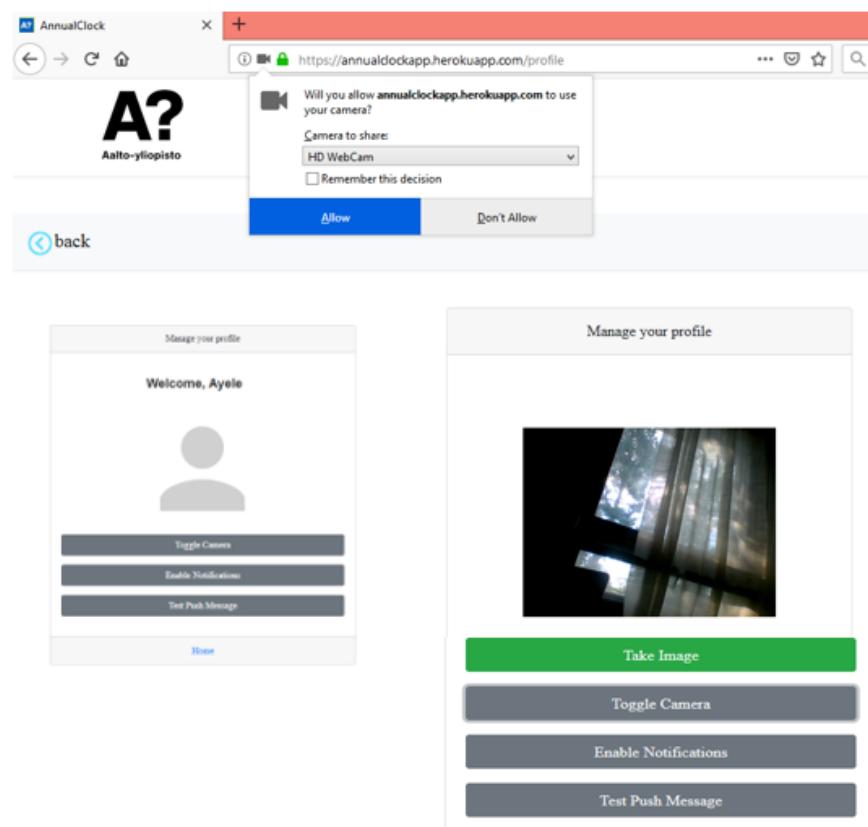 A? AnnualClock
https://annualclockapp.herokuapp.com/profile
A?
Aalto-yliopisto
Will you allow annualclockapp.herokuapp.com to use
your camera?
Camera to share:
HD WebCam
Remember this decision
Allow
Don't Allow
back
Manage your profile
Welcome, Ayele
Toggle Camera
Enable Notifications
Test Push Message
Home
Manage your profile
Take Image
Toggle Camera
Enable Notifications
Test Push Message